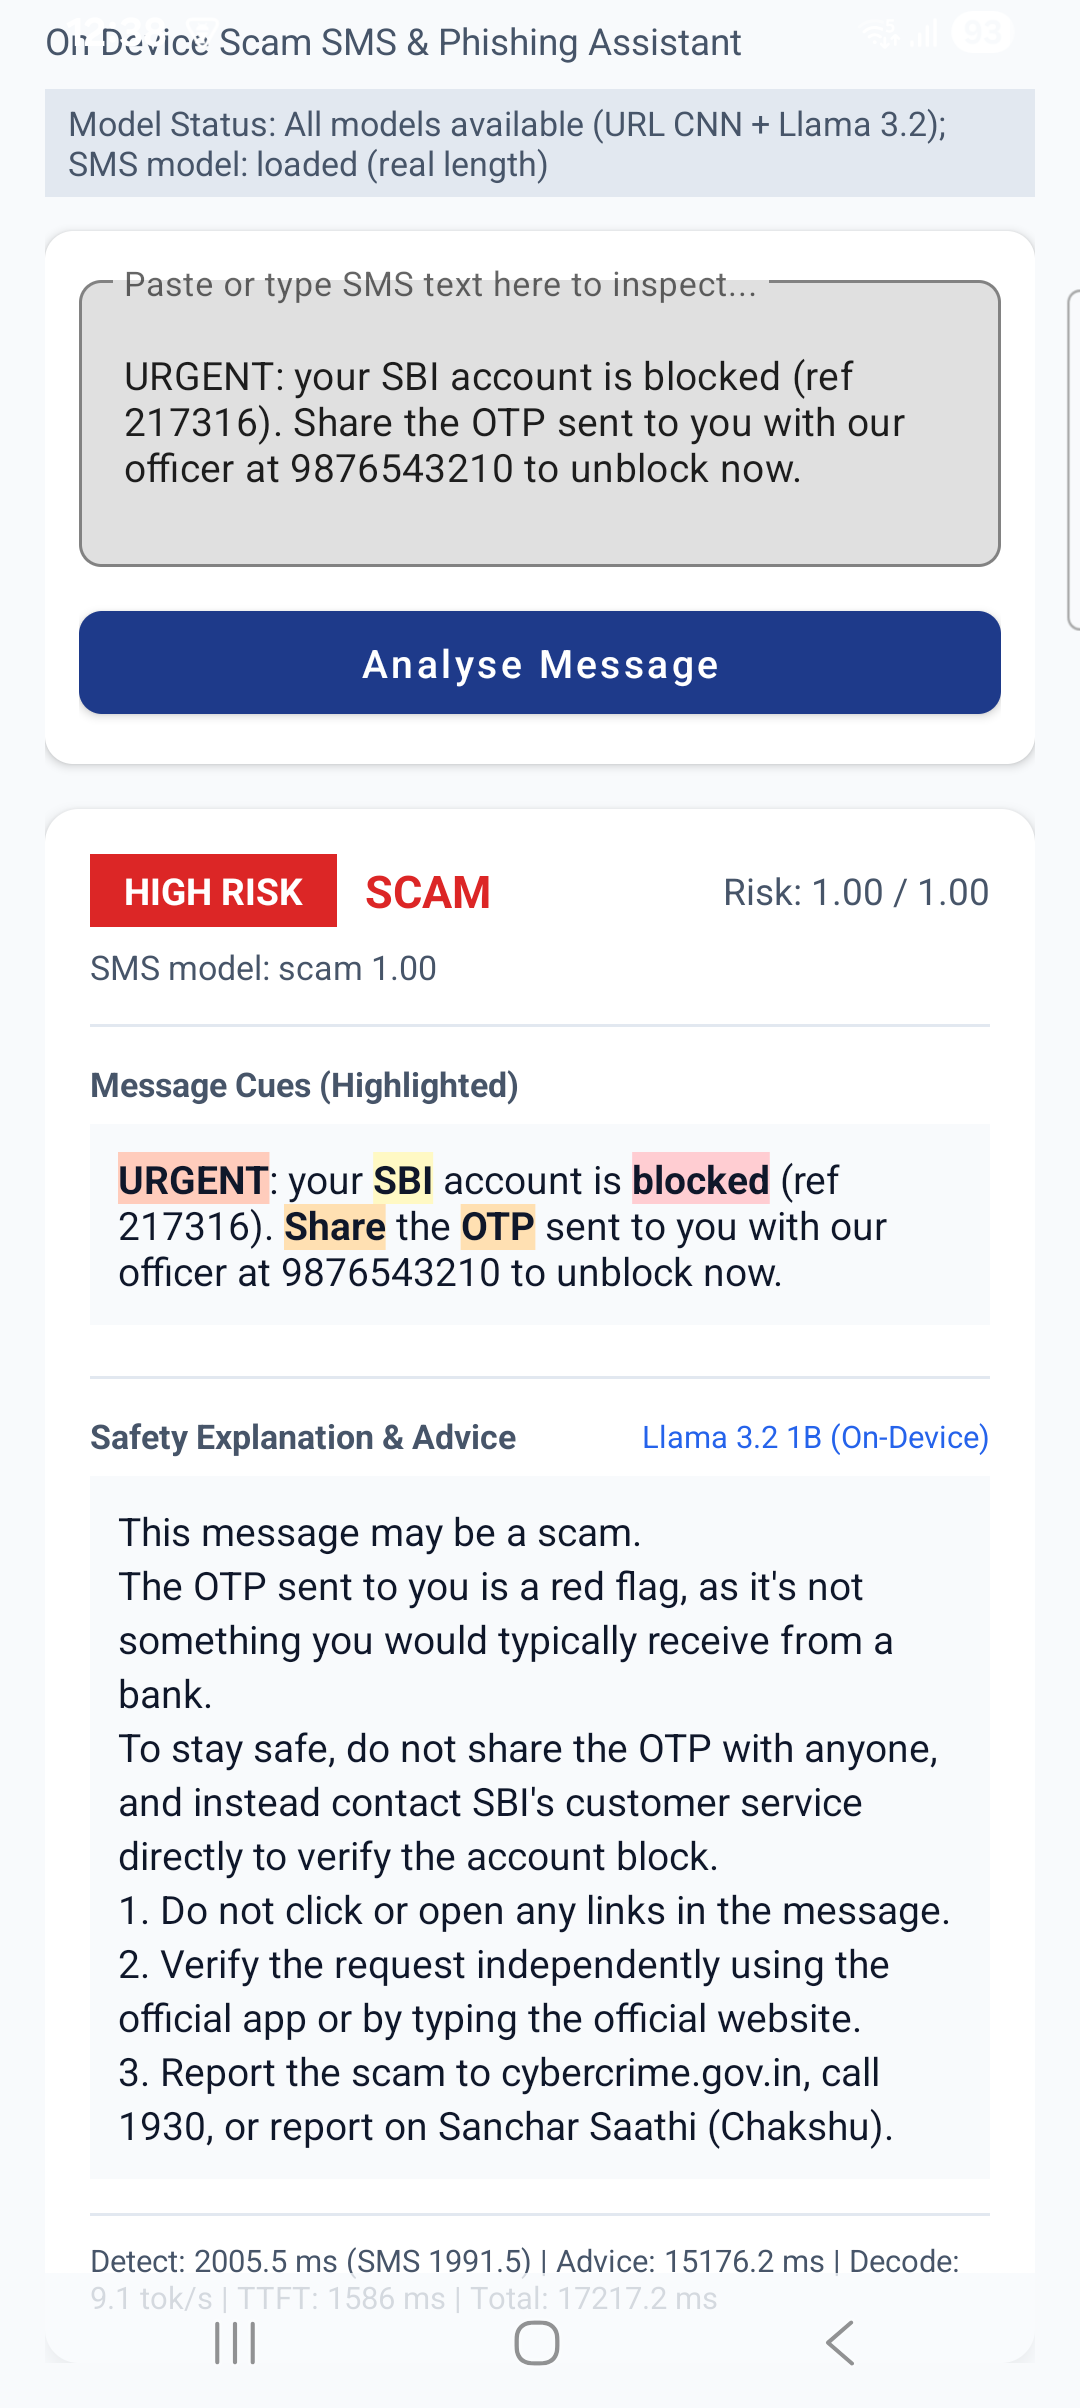 On Device Scam SMS & Phishing Assistant
93
Model Status: All models available (URL CNN + Llama 3.2);
SMS model: loaded (real length)
Paste or type SMS text here to inspect...
URGENT: your SBI account is blocked (ref
217316). Share the OTP sent to you with our
officer at 9876543210 to unblock now.
Analyse Message
HIGH RISK SCAM Risk: 1.00 / 1.00
SMS model: scam 1.00
Message Cues (Highlighted)
URGENT: your SBI account is blocked (ref
217316). Share the OTP sent to you with our
officer at 9876543210 to unblock now.
Safety Explanation & Advice Llama 3.2 1B (On-Device)
This message may be a scam.
The OTP sent to you is a red flag, as it's not
something you would typically receive from a
bank.
To stay safe, do not share the OTP with anyone,
and instead contact SBI's customer service
directly to verify the account block.
1. Do not click or open any links in the message.
2. Verify the request independently using the
official app or by typing the official website.
3. Report the scam to cybercrime.gov.in, call
1930, or report on Sanchar Saathi (Chakshu).
Detect: 2005.5 ms (SMS 1991.5) | Advice: 15176.2 ms | Decode:
9.1 tok/s | TTFT: 1586 ms | Total: 17217.2 ms